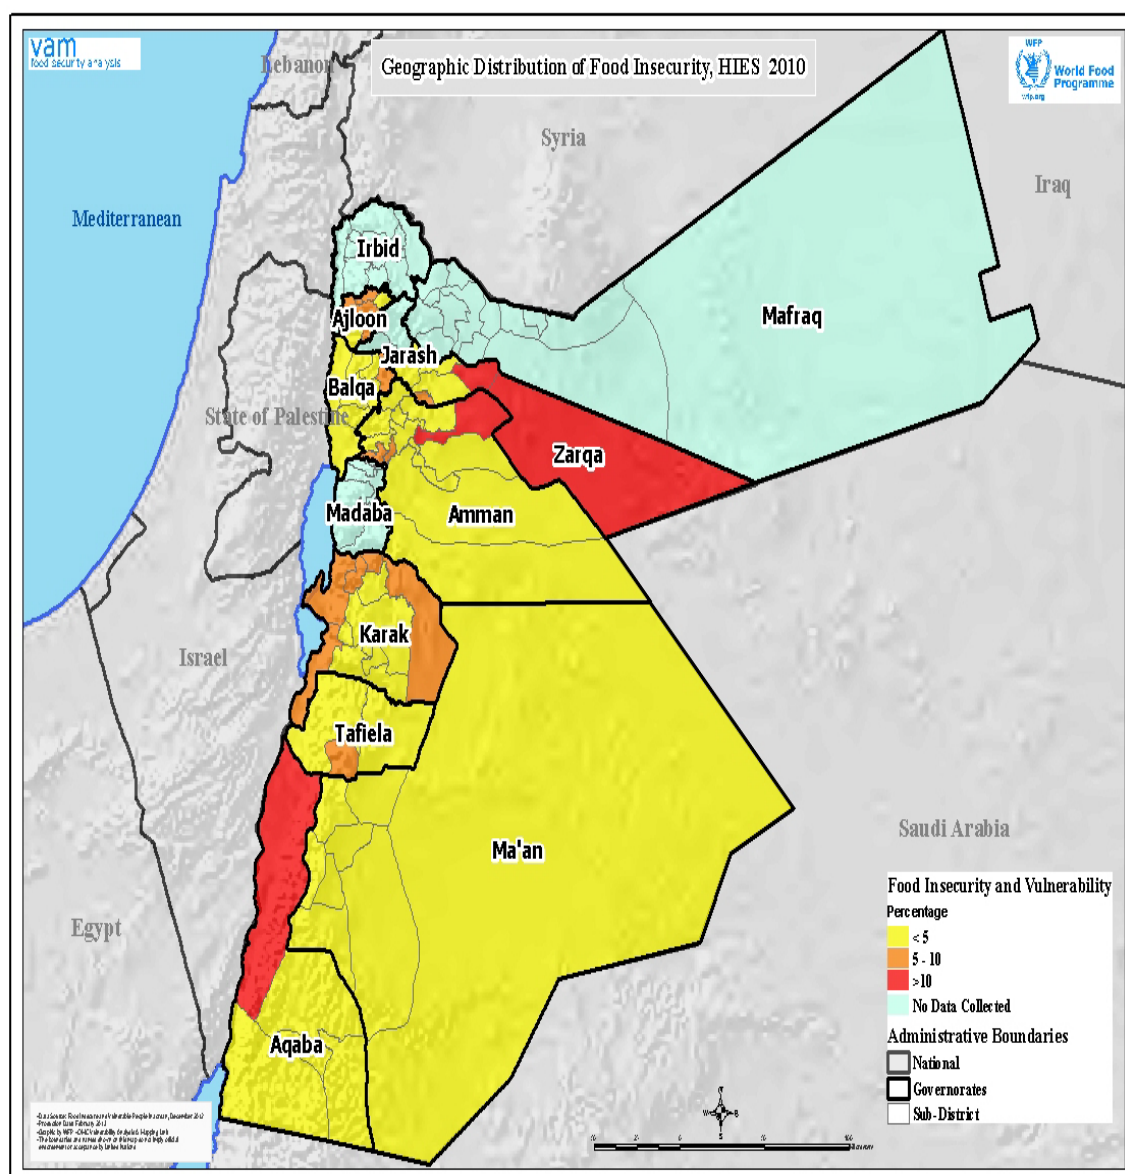 vam
food security analysis
Geographic Distribution of Food Insecurity, HIES 2010
WFP
World Food
Programme
wfp.org
Lebanon
Syria
Iraq
Mediterranean
Irbid
Mafraq
Ajloon
Jarash
Balqa
State of Palestine
Zarqa
Madaba
Amman
Karak
Israel
Tafiela
Saudi Arabia
Ma'an
Egypt
Aqaba
Food Insecurity and Vulnerability
Percentage
< 5
5 - 10
>10
No Data Collected
Administrative Boundaries
National
Governorates
Sub-District